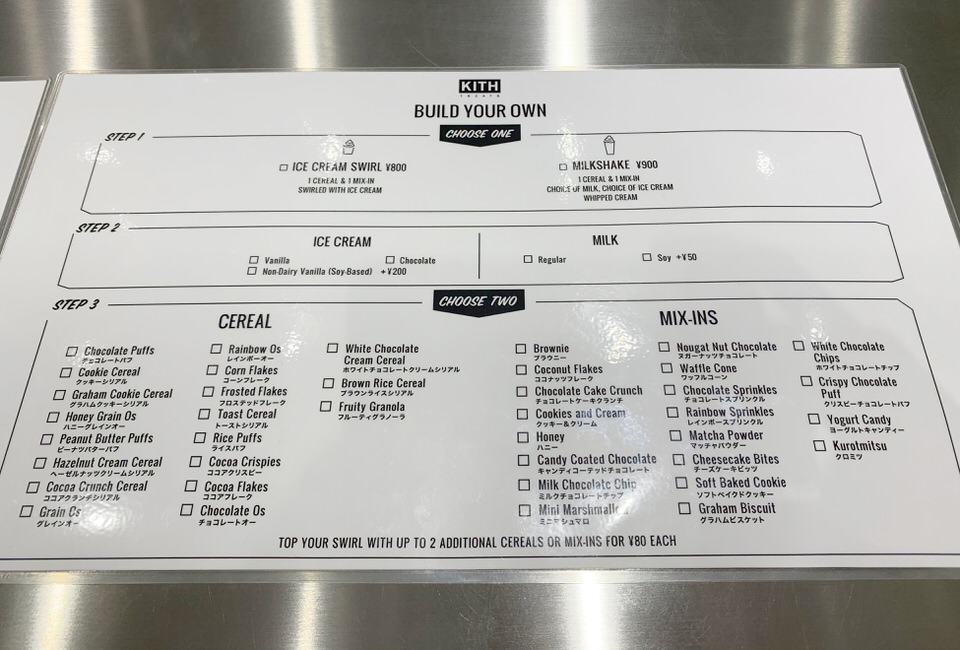 KITH
TREATS
BUILD YOUR OWN
STEP 1
CHOOSE ONE
ICE CREAM SWIRL ¥800
1 CEREAL & 1 MIX-IN
SWIRLED WITH ICE CREAM
MILKSHAKE ¥900
1 CEREAL & 1 MIX-IN
CHOICE OF MILK, CHOICE OF ICE CREAM
WHIPPED CREAM
STEP 2
ICE CREAM
Vanilla
Chocolate
Non-Dairy Vanilla (Soy-Based) +¥200
MILK
Regular
Soy +¥50
STEP 3
CHOOSE TWO
CEREAL
Chocolate Puffs
チョコレートパフ
Cookie Cereal
クッキーシリアル
Graham Cookie Cereal
グラハムクッキーシリアル
Honey Grain Os
ハニーグレインオー
Peanut Butter Puffs
ピーナツバターパフ
Hazelnut Cream Cereal
ヘーゼルナッツクリームシリアル
Cocoa Crunch Cereal
ココアクランチシリアル
Grain Os
グレインオー
Rainbow Os
レインボーオー
Corn Flakes
コーンフレーク
Frosted Flakes
フロステッドフレーク
Toast Cereal
トーストシリアル
Rice Puffs
ライスパフ
Cocoa Crispies
ココアクリスピー
Cocoa Flakes
ココアフレーク
Chocolate Os
チョコレートオー
White Chocolate
Cream Cereal
ホワイトチョコレートクリームシリアル
Brown Rice Cereal
ブラウンライスシリアル
Fruity Granola
フルーティグラノーラ
MIX-INS
Brownie
ブラウニー
Coconut Flakes
ココナッツフレーク
Chocolate Cake Crunch
チョコレートケーキクランチ
Cookies and Cream
クッキー&クリーム
Honey
ハニー
Candy Coated Chocolate
キャンディコーテッドチョコレート
Milk Chocolate Chip
ミルクチョコレートチップ
Mini Marshmallo
ミニマシュマロ
Nougat Nut Chocolate
ヌガーナッツチョコレート
Waffle Cone
ワッフルコーン
Chocolate Sprinkles
チョコレートスプリンクル
Rainbow Sprinkles
レインボースプリンクル
Matcha Powder
マッチャパウダー
Cheesecake Bites
チーズケーキビッツ
Soft Baked Cookie
ソフトベイクドクッキー
Graham Biscuit
グラハムビスケット
White Chocolate
Chips
ホワイトチョコレートチップ
Crispy Chocolate
Puff
クリスピーチョコレートパフ
Yogurt Candy
ヨーグルトキャンディー
Kurotmitsu
クロミツ
TOP YOUR SWIRL WITH UP TO 2 ADDITIONAL CEREALS OR MIX-INS FOR ¥80 EACH